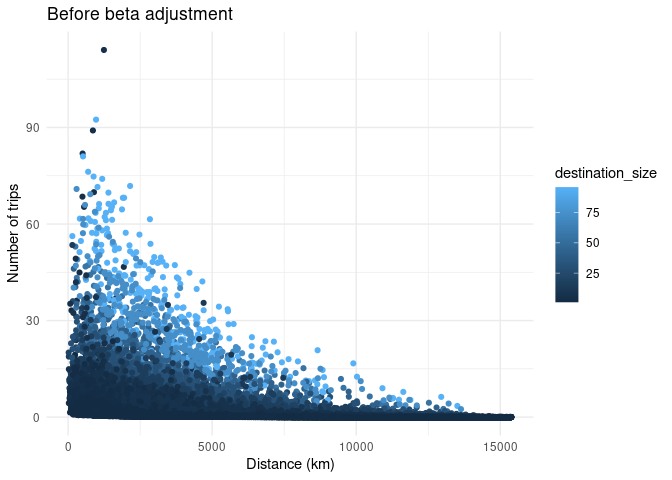 Before beta adjustment
Number of trips
90
60
30
0
0
5000
10000
15000
Distance (km)
destination_size
75
50
25